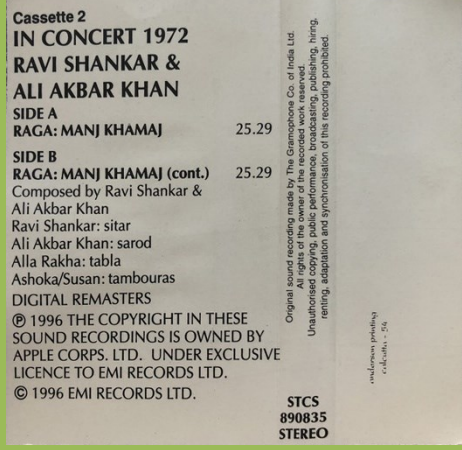 Cassette 2
IN CONCERT 1972
RAVI SHANKAR &
ALI AKBAR KHAN
SIDE A
RAGA: MANJ KHAMAJ 25.29
SIDE B
RAGA: MANJ KHAMAJ (cont.) 25.29
Composed by Ravi Shankar &
Ali Akbar Khan
Ravi Shankar: sitar
Ali Akbar Khan: sarod
Alla Rakha: tabla
Ashoka/Susan: tambouras
DIGITAL REMASTERS
℗ 1996 THE COPYRIGHT IN THESE
SOUND RECORDINGS IS OWNED BY
APPLE CORPS. LTD. UNDER EXCLUSIVE
LICENCE TO EMI RECORDS LTD.
© 1996 EMI RECORDS LTD.
Original sound recording made by The Gramophone Co. of India Ltd.
All rights of the owner of the recorded work reserved.
Unauthorised copying, public performance, broadcasting, publishing, hiring,
renting, adaptation and synchronisation of this recording prohibited.
STCS
890835
STEREO
anderson printing
calcutta - 54